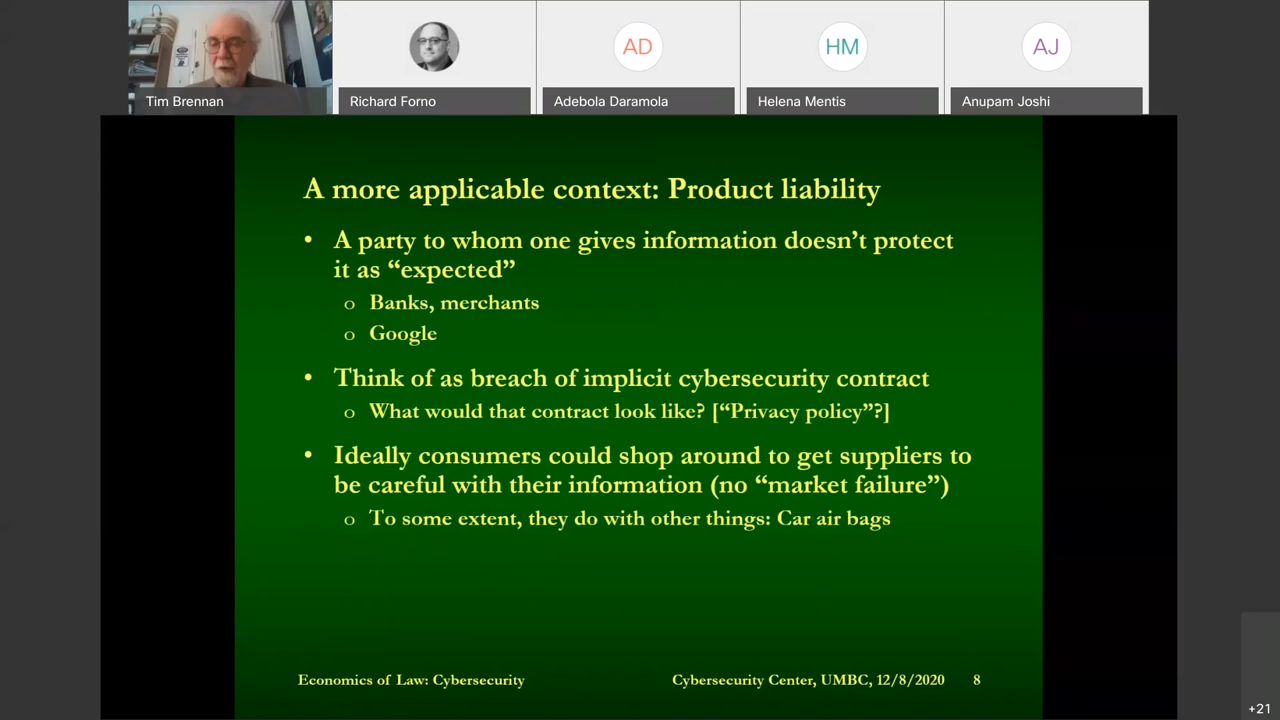 AD
HM
AJ
Tim Brennan
Richard Forno
Adebola Daramola
Helena Mentis
Anupam Joshi
A more applicable context: Product liability
• A party to whom one gives information doesn’t protect
it as “expected”
o Banks, merchants
o Google
• Think of as breach of implicit cybersecurity contract
o What would that contract look like? [“Privacy policy”?]
• Ideally consumers could shop around to get suppliers to
be careful with their information (no “market failure”)
o To some extent, they do with other things: Car air bags
Economics of Law: Cybersecurity
Cybersecurity Center, UMBC, 12/8/2020 8
+21